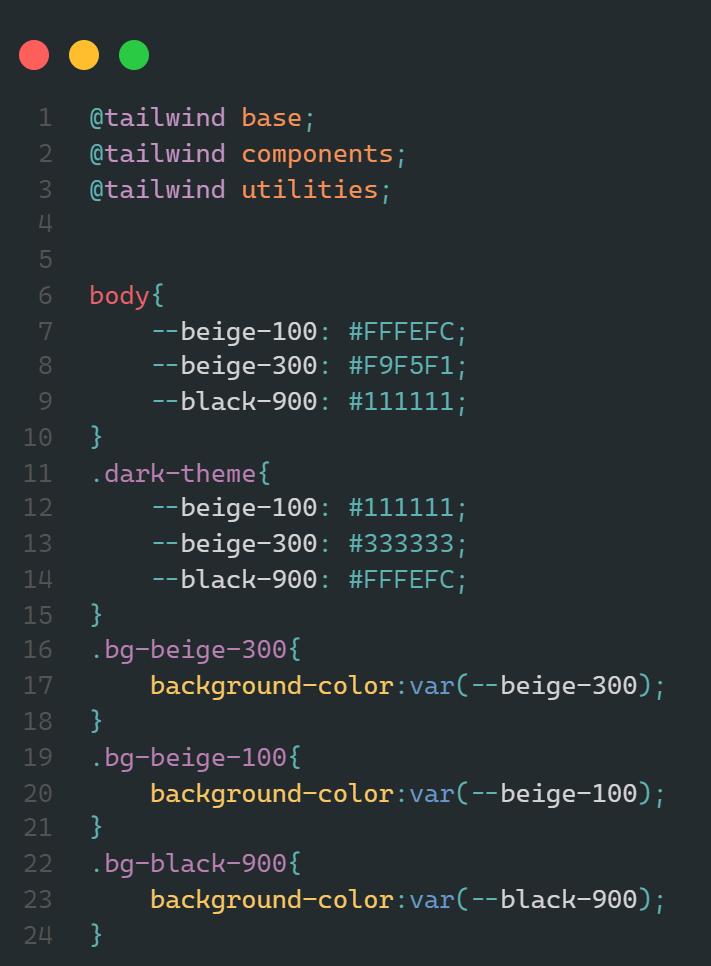 1 @tailwind base;
2 @tailwind components;
3 @tailwind utilities;
4
5
6 body{
7     --beige-100: #FFFEFC;
8     --beige-300: #F9F5F1;
9     --black-900: #111111;
10 }
11 .dark-theme{
12     --beige-100: #111111;
13     --beige-300: #333333;
14     --black-900: #FFFEFC;
15 }
16 .bg-beige-300{
17     background-color:var(--beige-300);
18 }
19 .bg-beige-100{
20     background-color:var(--beige-100);
21 }
22 .bg-black-900{
23     background-color:var(--black-900);
24 }